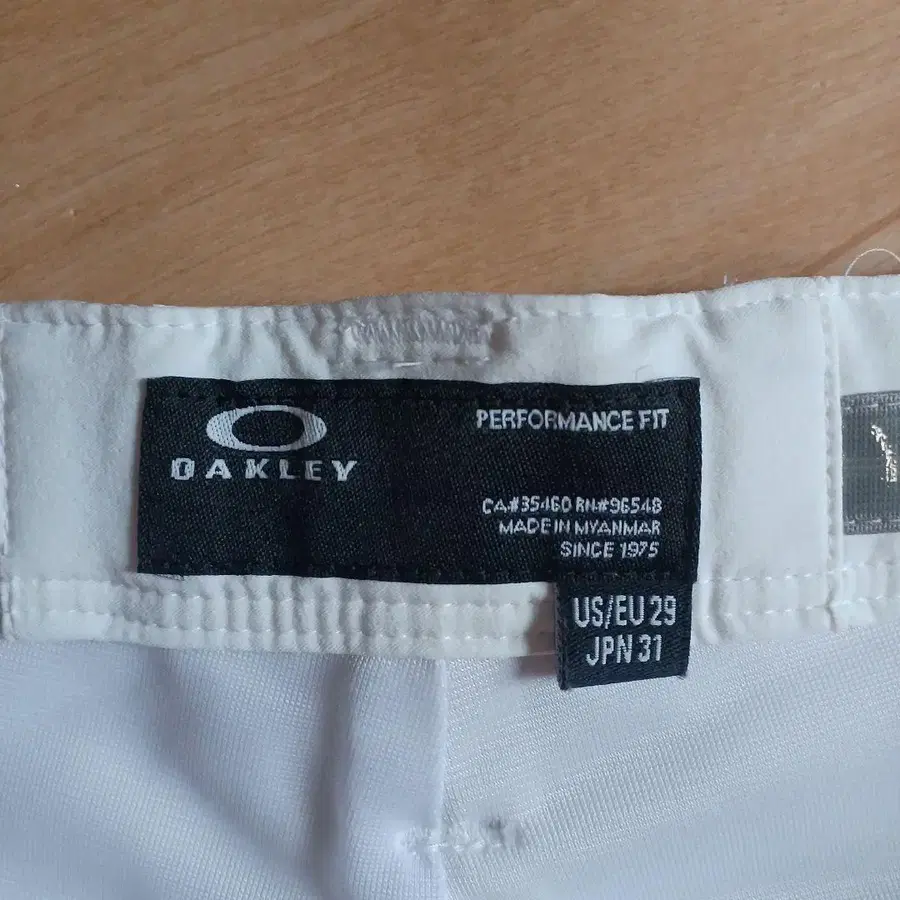 OAKLEY
PERFORMANCE FIT
CA#35460 RN#96548
MADE IN MYANMAR
SINCE 1975
US/EU 29
JPN 31